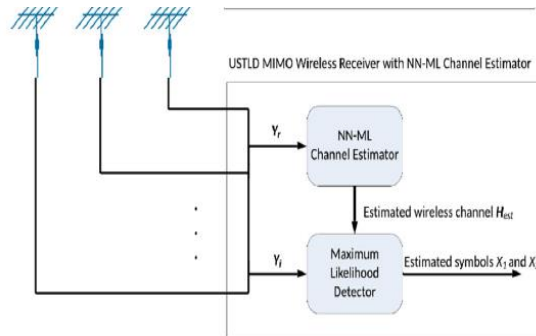 USTLD MIMO Wireless Receiver with NN-ML Channel Estimator
Yr
NN-ML
Channel Estimator
Estimated wireless channel Hest
Yi
Maximum
Likelihood
Detector
Estimated symbols X1 and X